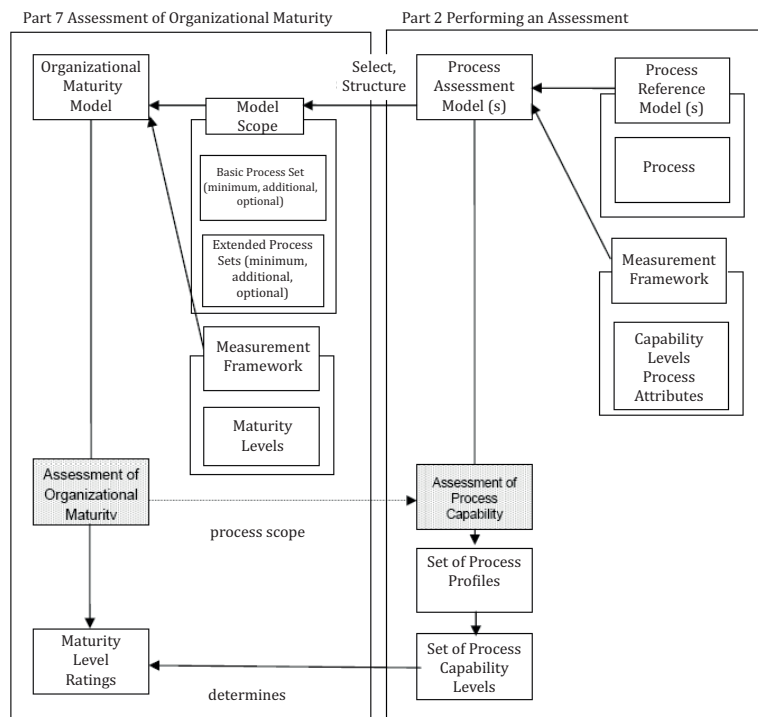 Part 7 Assessment of Organizational Maturity
Part 2 Performing an Assessment
Organizational
Maturity
Model
Model
Scope
Basic Process Set
(minimum, additional,
optional)
Extended Process
Sets (minimum,
additional,
optional)
Measurement
Framework
Maturity
Levels
Assessment of
Organizational
Maturity
process scope
Maturity
Level
Ratings
determines
Select,
Structure
Process
Assessment
Model (s)
Process
Reference
Model (s)
Process
Measurement
Framework
Capability
Levels
Process
Attributes
Assessment of
Process
Capability
Set of Process
Profiles
Set of Process
Capability
Levels